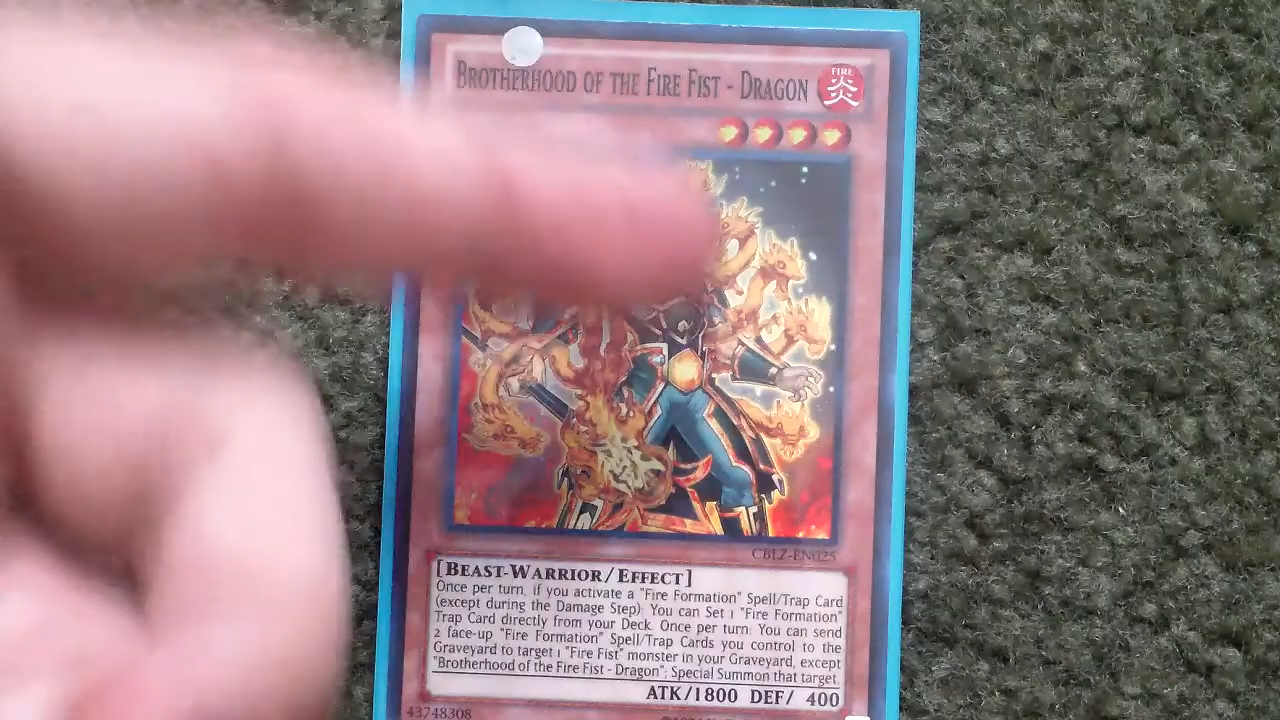 BROTHERHOOD OF THE FIRE FIST - DRAGON
FIRE
炎
CBLZ-EN025
[BEAST-WARRIOR/EFFECT]
Once per turn, if you activate a "Fire Formation" Spell/Trap Card
(except during the Damage Step): You can Set 1 "Fire Formation"
Trap Card directly from your Deck. Once per turn: You can send
2 face-up "Fire Formation" Spell/Trap Cards you control to the
Graveyard to target 1 "Fire Fist" monster in your Graveyard, except
"Brotherhood of the Fire Fist - Dragon"; Special Summon that target.
ATK/1800 DEF/ 400
43748308